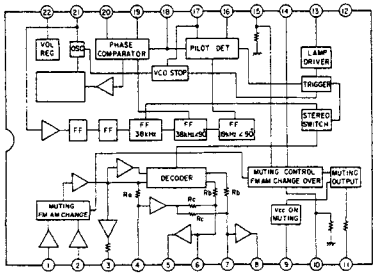 22 21 20 19 18 17 16 15 14 13 12
VOL
REG
OSC
PHASE
COMPARATOR
PILOT DET
VCO STOP
LAMP
DRIVER
TRIGGER
STEREO
SWITCH
FF
FF
FF
38kHz
FF
38kHz∠90°
FF
19kHz∠90°
MUTING
FM AM CHANGE
DECODER
Ra
Ra
Rb
Rb
Rc
Rc
MUTING CONTROL
FM AM CHANGE OVER
MUTING
OUTPUT
Vcc ON
MUTING
1 2 3 4 5 6 7 8 9 10 11